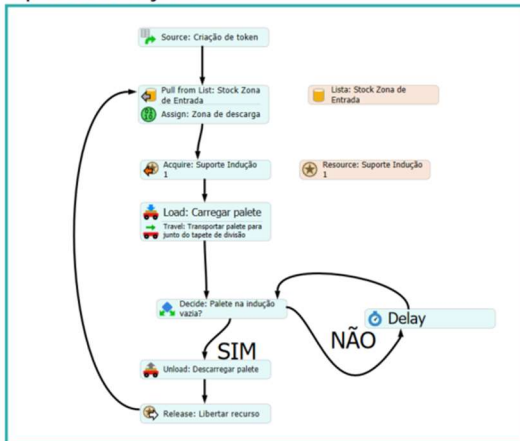 Source: Criação de token
Pull from List: Stock Zona
de Entrada
Assign: Zona de descarga
Lista: Stock Zona de
Entrada
Acquire: Suporte Indução
1
Resource: Suporte Indução
1
Load: Carregar palete
Travel: Transportar palete para
junto do tapete de divisão
Decide: Palete na indução
vazia?
Delay
SIM
NÃO
Unload: Descarregar palete
Release: Libertar recurso